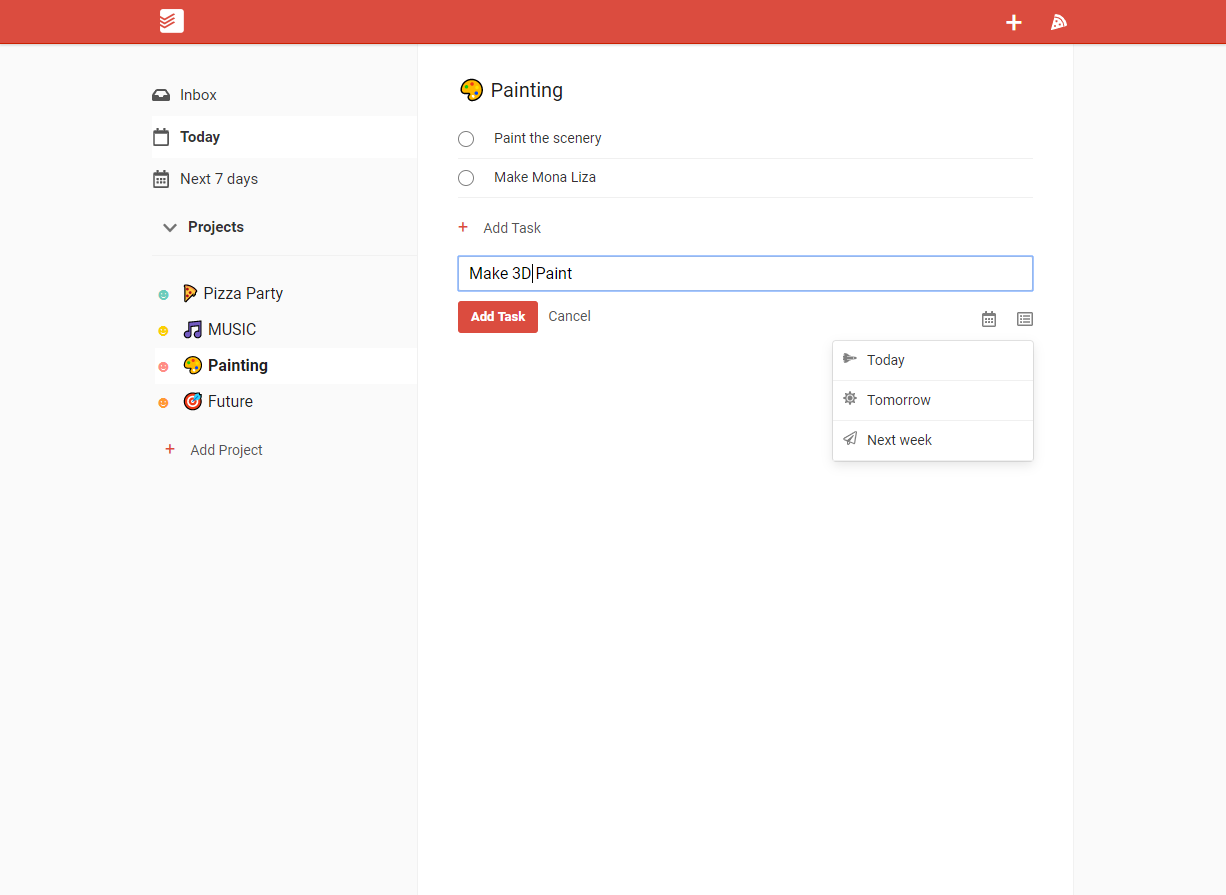 Inbox
Today
Next 7 days
Projects
Pizza Party
MUSIC
Painting
Future
Add Project
Painting
Paint the scenery
Make Mona Liza
Add Task
Make 3D Paint
Add Task Cancel
Today
Tomorrow
Next week